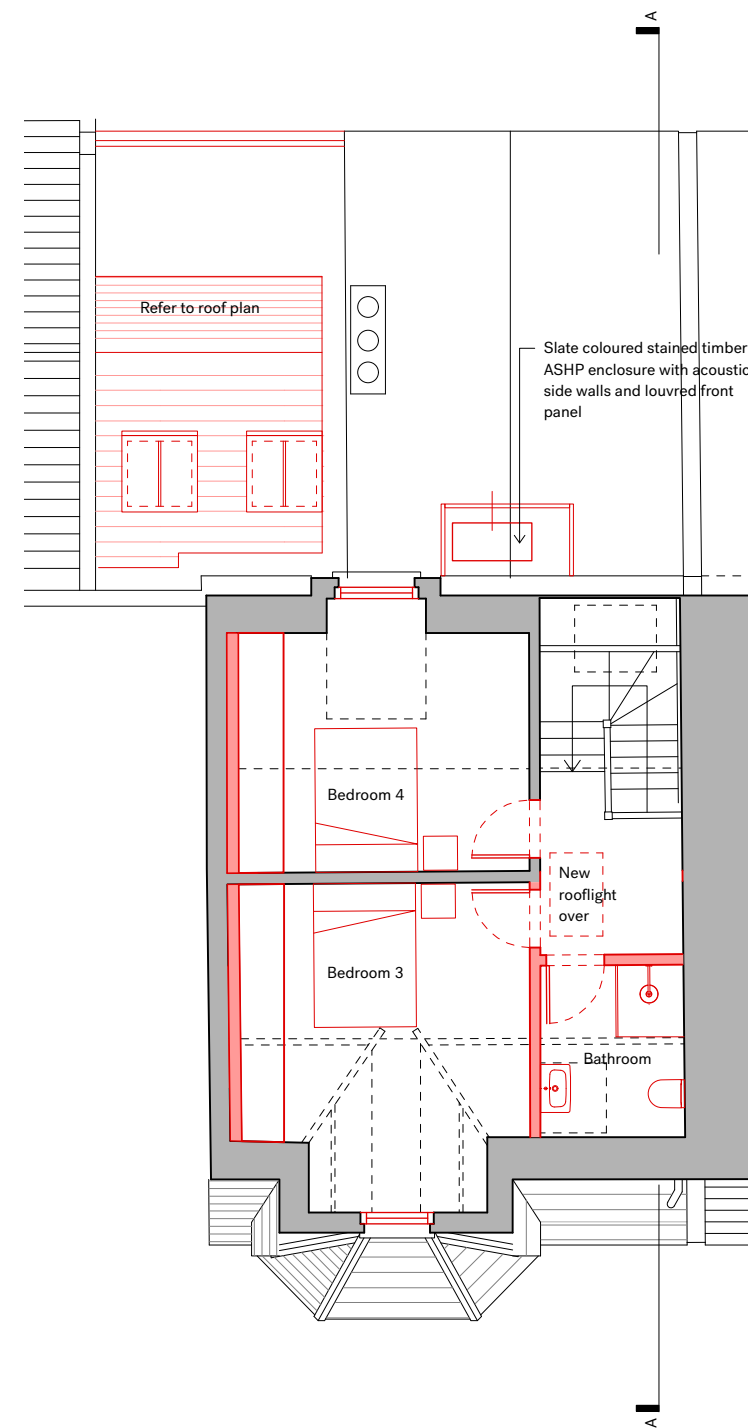 A
Refer to roof plan
Slate coloured stained timber
ASHP enclosure with acoustic
side walls and louvred front
panel
Bedroom 4
New
rooflight
over
Bedroom 3
Bathroom
A